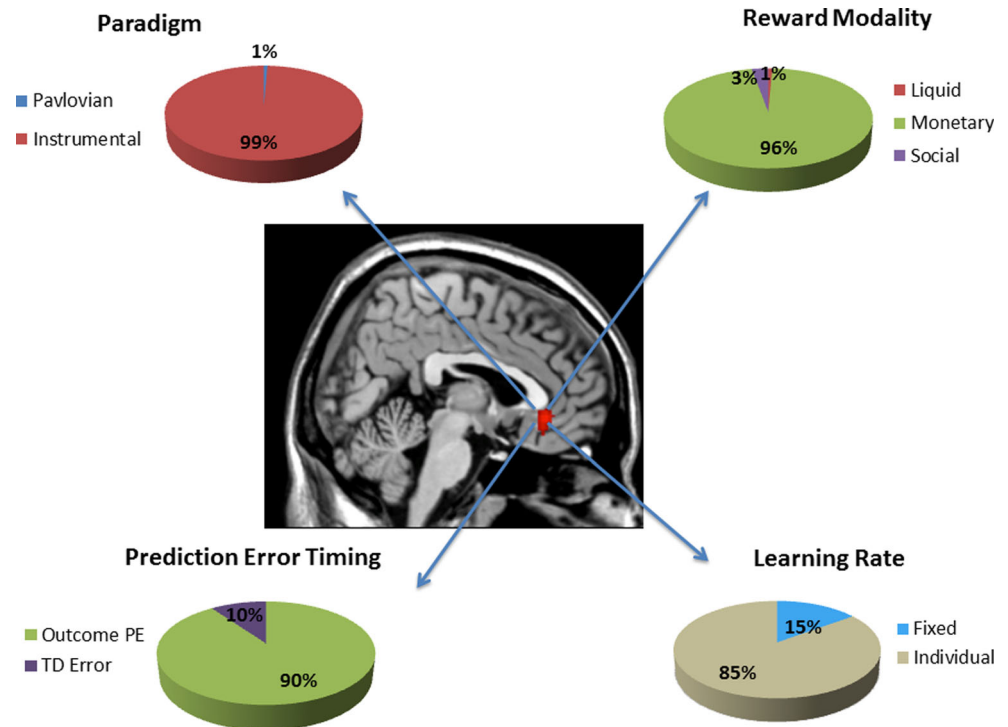 Paradigm
1%
Pavlovian
Instrumental
99%
Reward Modality
3%
1%
Liquid
Monetary
Social
96%
Prediction Error Timing
10%
Outcome PE
TD Error
90%
Learning Rate
15%
Fixed
Individual
85%